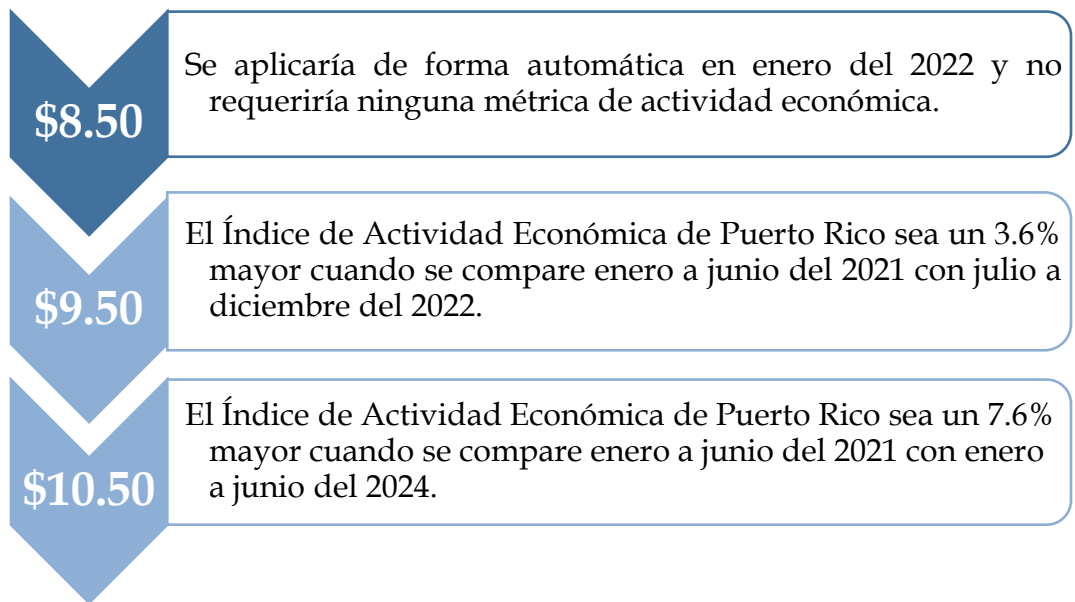 $8.50
Se aplicaría de forma automática en enero del 2022 y no
requeriría ninguna métrica de actividad económica.
$9.50
El Índice de Actividad Económica de Puerto Rico sea un 3.6%
mayor cuando se compare enero a junio del 2021 con julio a
diciembre del 2022.
$10.50
El Índice de Actividad Económica de Puerto Rico sea un 7.6%
mayor cuando se compare enero a junio del 2021 con enero
a junio del 2024.